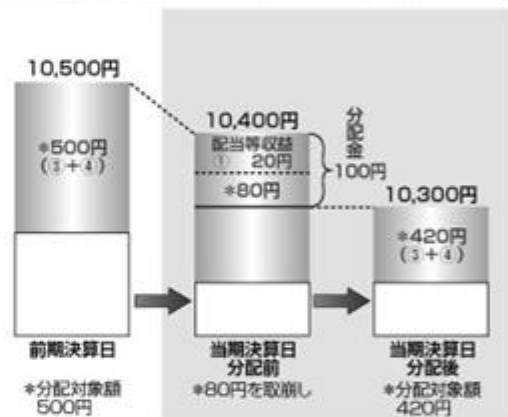 10,500円
*500円
(③+④)
前期決算日
*分配対象額
500円
10,400円
配当等収益
① 20円
*80円
分配金
100円
当期決算日
分配前
*80円を取崩し
10,300円
*420円
(③+④)
当期決算日
分配後
*分配対象額
420円